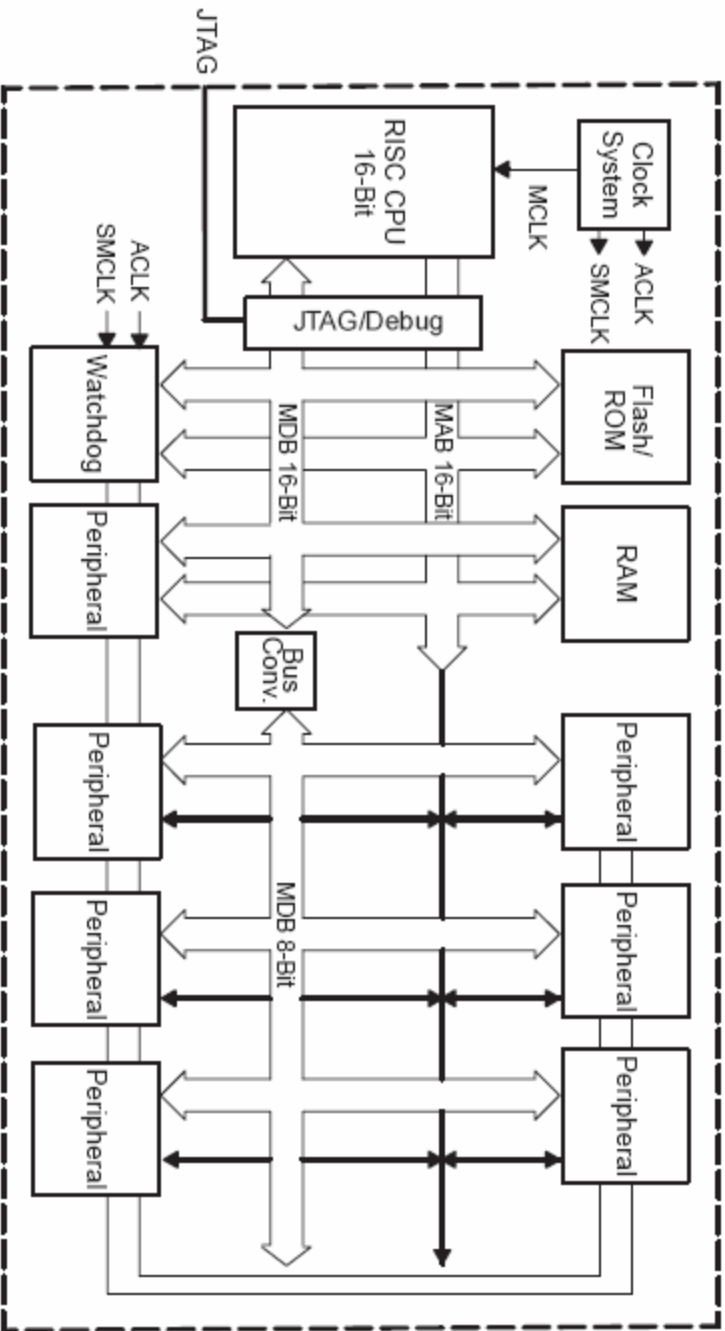 Clock
System
ACLK
SMCLK
MCLK
Flash/
ROM
RAM
Peripheral
Peripheral
Peripheral
RISC CPU
16-Bit
JTAG/Debug
MAB 16-Bit
MDB 16-Bit
Bus
Conv.
MDB 8-Bit
JTAG
ACLK
SMCLK
Watchdog
Peripheral
Peripheral
Peripheral
Peripheral